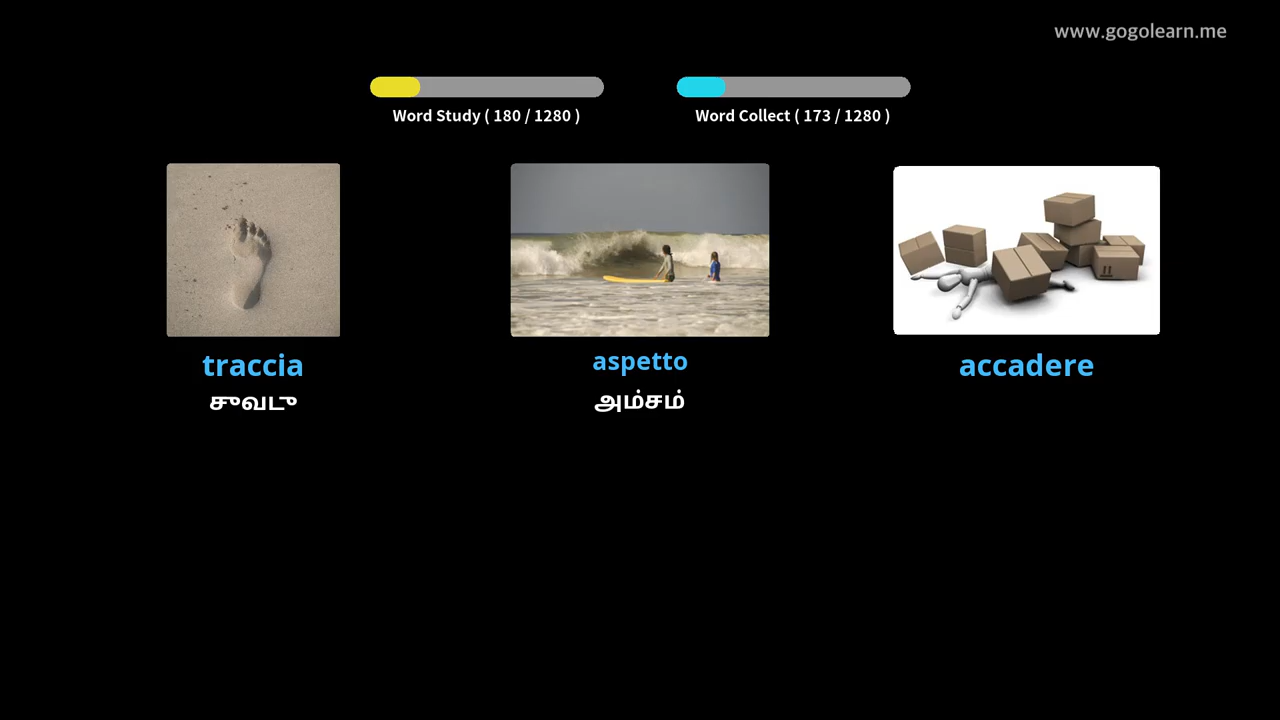 www.gogolearn.me
Word Study ( 180 / 1280 )
Word Collect ( 173 / 1280 )
traccia
aspetto
accadere
சுவடு
அம்சம்